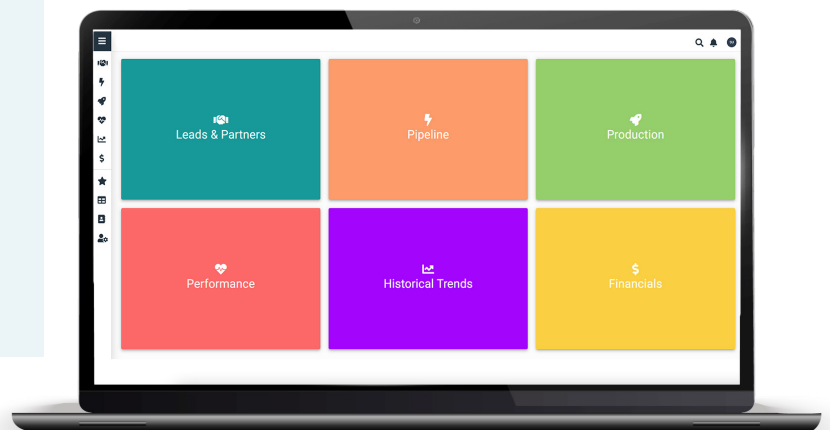 Leads & Partners
Pipeline
Production
Performance
Historical Trends
Financials